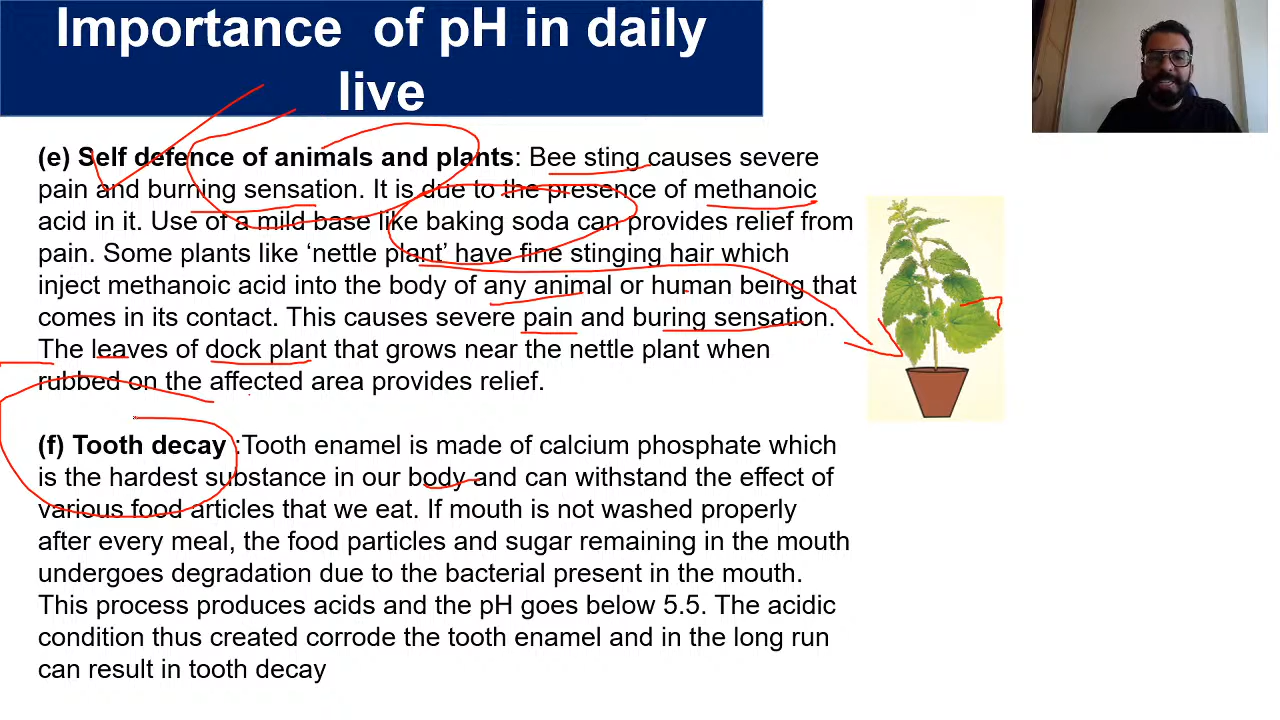 Importance of pH in daily
live
(e) Self defence of animals and plants: Bee sting causes severe
pain and burning sensation. It is due to the presence of methanoic
acid in it. Use of a mild base like baking soda can provides relief from
pain. Some plants like ‘nettle plant’ have fine stinging hair which
inject methanoic acid into the body of any animal or human being that
comes in its contact. This causes severe pain and buring sensation.
The leaves of dock plant that grows near the nettle plant when
rubbed on the affected area provides relief.
(f) Tooth decay :Tooth enamel is made of calcium phosphate which
is the hardest substance in our body and can withstand the effect of
various food articles that we eat. If mouth is not washed properly
after every meal, the food particles and sugar remaining in the mouth
undergoes degradation due to the bacterial present in the mouth.
This process produces acids and the pH goes below 5.5. The acidic
condition thus created corrode the tooth enamel and in the long run
can result in tooth decay